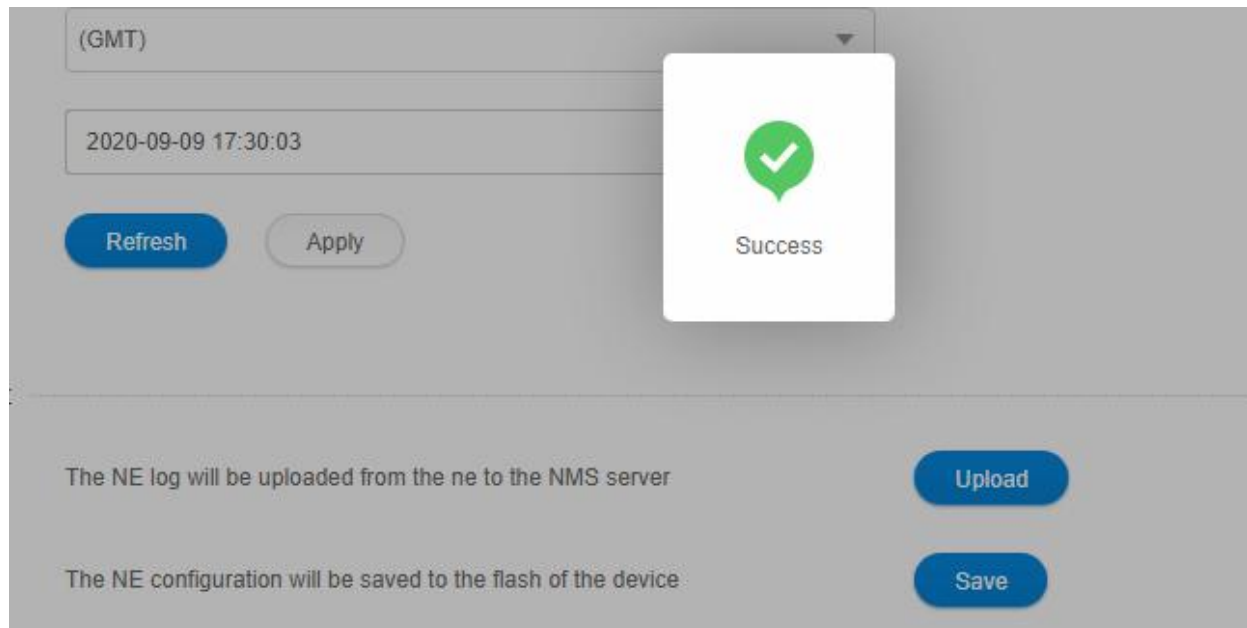 (GMT)
2020-09-09 17:30:03
Refresh Apply
Success
The NE log will be uploaded from the ne to the NMS server Upload
The NE configuration will be saved to the flash of the device Save